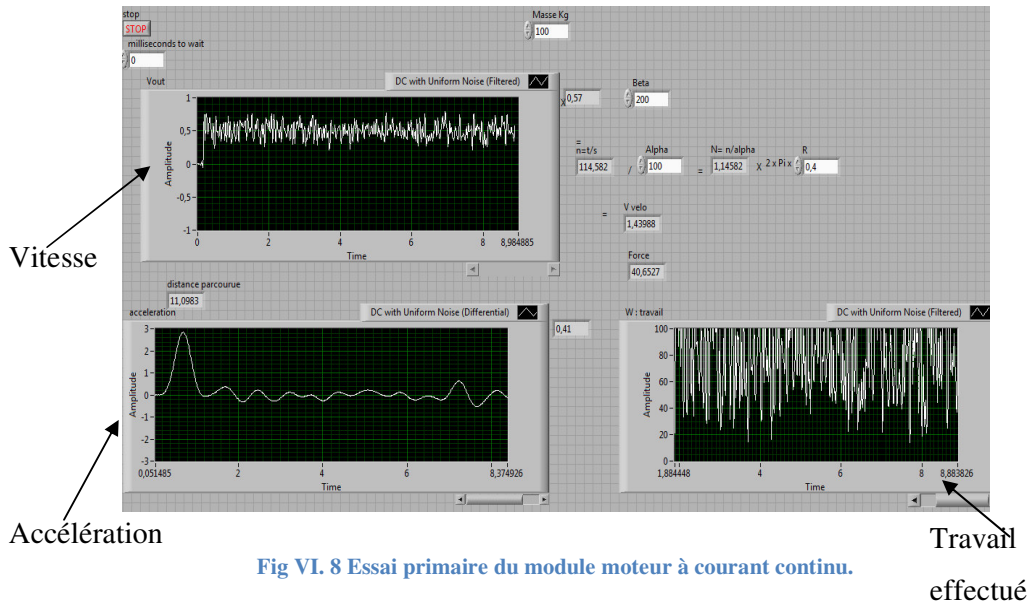 stop
STOP
milliseconds to wait
0
Masse Kg
100
Vout
DC with Uniform Noise (Filtered)
1
0,5
0
-0,5
-1
Amplitude
0 2 4 6 8 8,984885
Time
X 0,57
Beta
200
=
n=t/s
114,582
/
Alpha
100
=
N= n/alpha
1,14582
X 2 x Pi x
R
0,4
=
V velo
1,43988
Force
40,6527
Vitesse
distance parcourue
11,0983
acceleration
DC with Uniform Noise (Differential)
3
2
1
0
-1
-2
-3
Amplitude
0,051485 2 4 6 8,374926
Time
0,41
W : travail
DC with Uniform Noise (Filtered)
100
80
60
40
20
0
Amplitude
1,884448 4 6 8 8,883826
Time
Accélération
Travail
effectué
Fig VI. 8 Essai primaire du module moteur à courant continu.